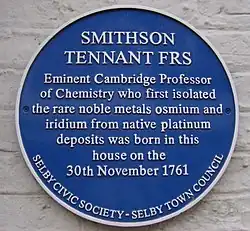 SMITHSON
TENNANT FRS
Eminent Cambridge Professor
of Chemistry who first isolated
the rare noble metals osmium and
iridium from native platinum
deposits was born in this
house on the
30th November 1761
SELBY CIVIC SOCIETY - SELBY TOWN COUNCIL